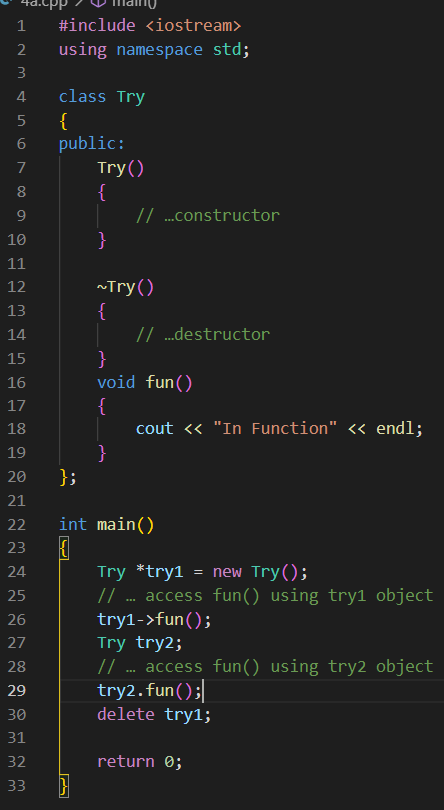 4a.cpp > main()
1 #include <iostream>
2 using namespace std;
3
4 class Try
5 {
6 public:
7 Try()
8 {
9 // …constructor
10 }
11
12 ~Try()
13 {
14 // …destructor
15 }
16 void fun()
17 {
18 cout << "In Function" << endl;
19 }
20 };
21
22 int main()
23 {
24 Try *try1 = new Try();
25 // … access fun() using try1 object
26 try1->fun();
27 Try try2;
28 // … access fun() using try2 object
29 try2.fun();
30 delete try1;
31
32 return 0;
33 }